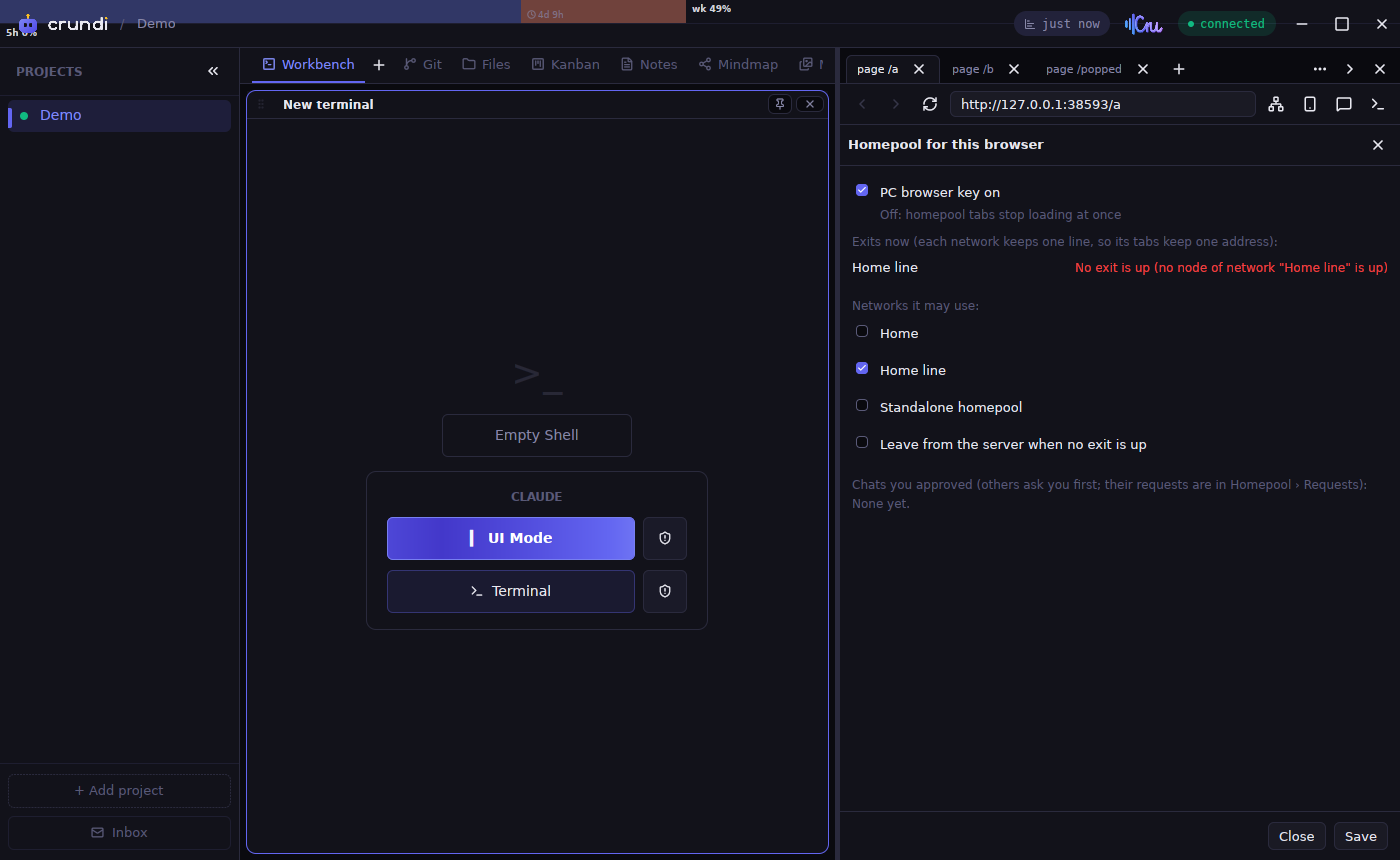 4d 9h
wk 49%
5h 6%
crundi / Demo
just now
Cru
connected
PROJECTS
Demo
+ Add project
Inbox
Workbench
Git
Files
Kanban
Notes
Mindmap
New terminal
>_
Empty Shell
CLAUDE
UI Mode
Terminal
page /a
page /b
page /popped
http://127.0.0.1:38593/a
Homepool for this browser
PC browser key on
Off: homepool tabs stop loading at once
Exits now (each network keeps one line, so its tabs keep one address):
Home line
No exit is up (no node of network "Home line" is up)
Networks it may use:
Home
Home line
Standalone homepool
Leave from the server when no exit is up
Chats you approved (others ask you first; their requests are in Homepool › Requests):
None yet.
Close
Save